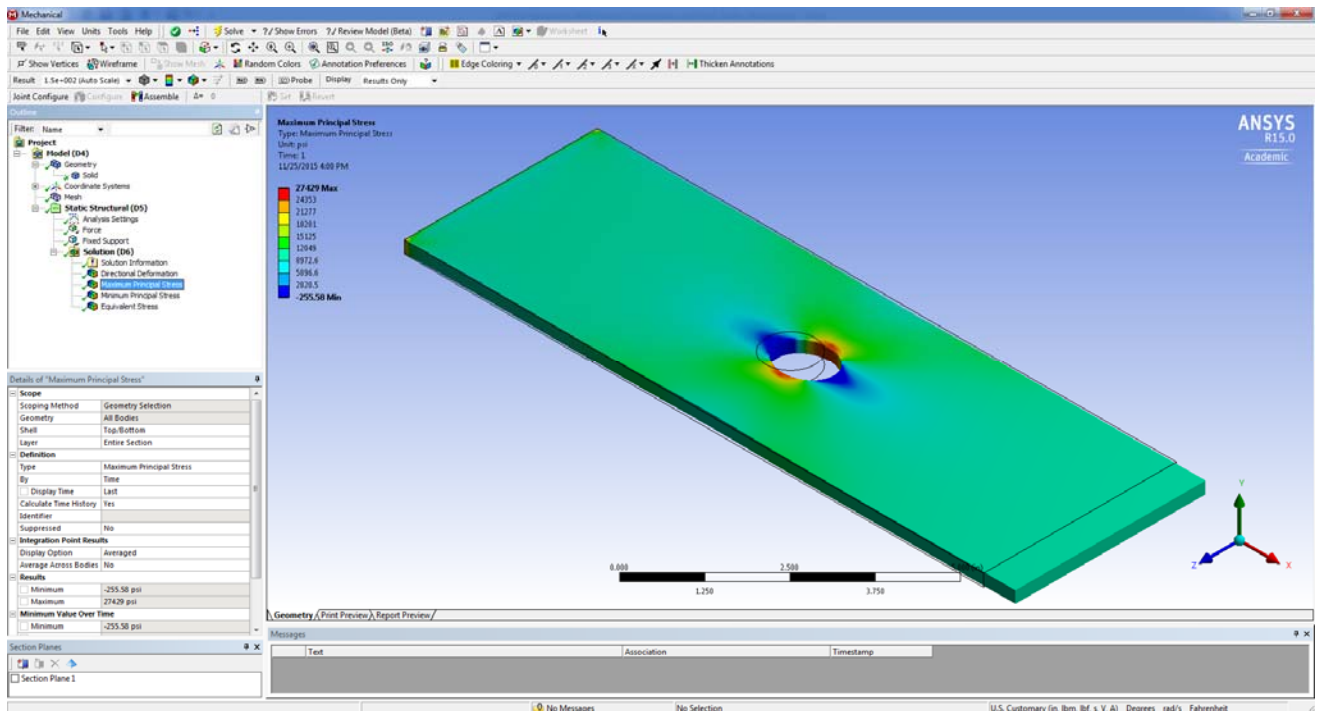 Mechanical
File Edit View Units Tools Help Solve ?/ Show Errors ?/ Review Model (Beta) A Worksheet
Show Vertices Wireframe Show Mesh Random Colors Annotation Preferences Edge Coloring Thicken Annotations
Result 1.5e+002 (Auto Scale) Probe Display Results Only
Joint Configure Configure Assemble Δ= 0 Set Revert
Outline
Filter: Name
Project
Model (D4)
Geometry
Solid
Coordinate Systems
Mesh
Static Structural (D5)
Analysis Settings
Force
Fixed Support
Solution (D6)
Solution Information
Directional Deformation
Maximum Principal Stress
Minimum Principal Stress
Equivalent Stress
Details of "Maximum Principal Stress"
Scope
Scoping Method Geometry Selection
Geometry All Bodies
Shell Top/Bottom
Layer Entire Section
Definition
Type Maximum Principal Stress
By Time
Display Time Last
Calculate Time History Yes
Identifier
Suppressed No
Integration Point Results
Display Option Averaged
Average Across Bodies No
Results
Minimum -255.58 psi
Maximum 27429 psi
Minimum Value Over Time
Minimum -255.58 psi
Section Planes
Section Plane 1
Maximum Principal Stress
Type: Maximum Principal Stress
Unit: psi
Time: 1
11/25/2015 4:00 PM
27429 Max
24353
21277
18201
15125
12049
8972.6
5896.6
2820.5
-255.58 Min
ANSYS
R15.0
Academic
Y
Z X
0.000 2.500 (in)
1.250 3.750
Geometry Print Preview Report Preview
Messages
Text Association Timestamp
No Messages No Selection U.S. Customary (in, lbm, lbf, s, V, A) Degrees rad/s Fahrenheit